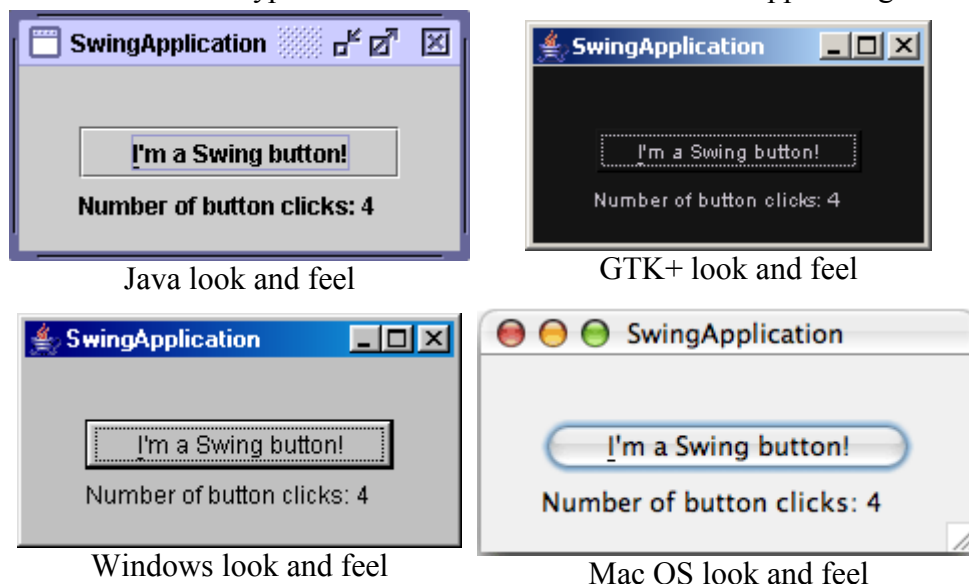 SwingApplication
I'm a Swing button!
Number of button clicks: 4
Java look and feel
SwingApplication
I'm a Swing button!
Number of button clicks: 4
GTK+ look and feel
SwingApplication
I'm a Swing button!
Number of button clicks: 4
Windows look and feel
SwingApplication
I'm a Swing button!
Number of button clicks: 4
Mac OS look and feel